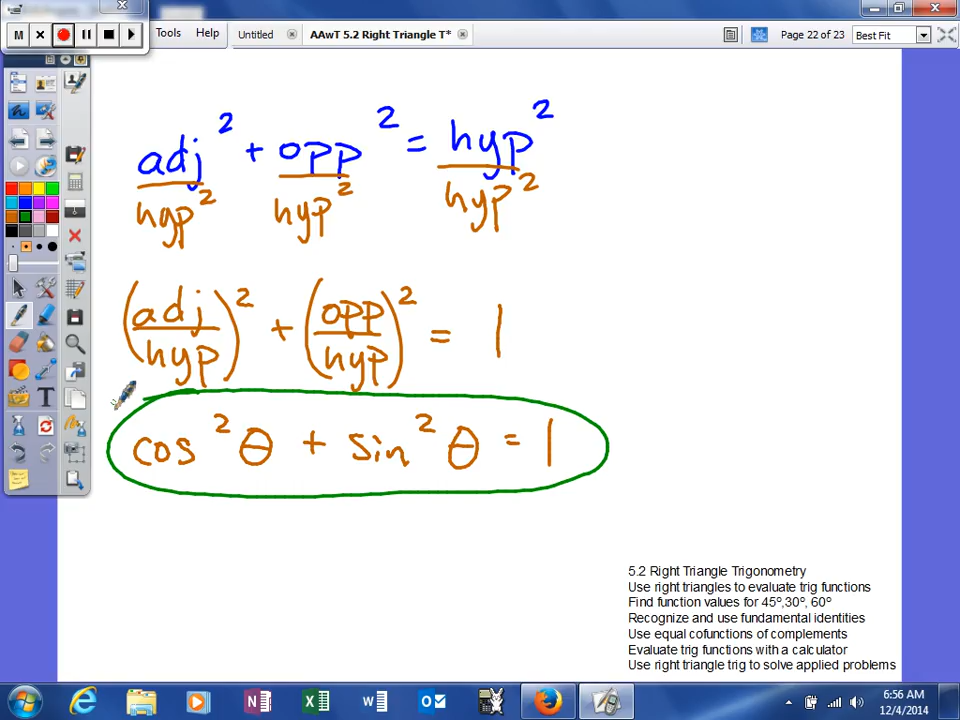 M
Tools Help Untitled AAwT 5.2 Right Triangle T* Page 22 of 23 Best Fit
adj² + opp² = hyp²
hyp² hyp² hyp²
(adj/hyp)² + (opp/hyp)² = 1
cos²θ + sin²θ = 1
5.2 Right Triangle Trigonometry
Use right triangles to evaluate trig functions
Find function values for 45°,30°, 60°
Recognize and use fundamental identities
Use equal cofunctions of complements
Evaluate trig functions with a calculator
Use right triangle trig to solve applied problems
6:56 AM
12/4/2014